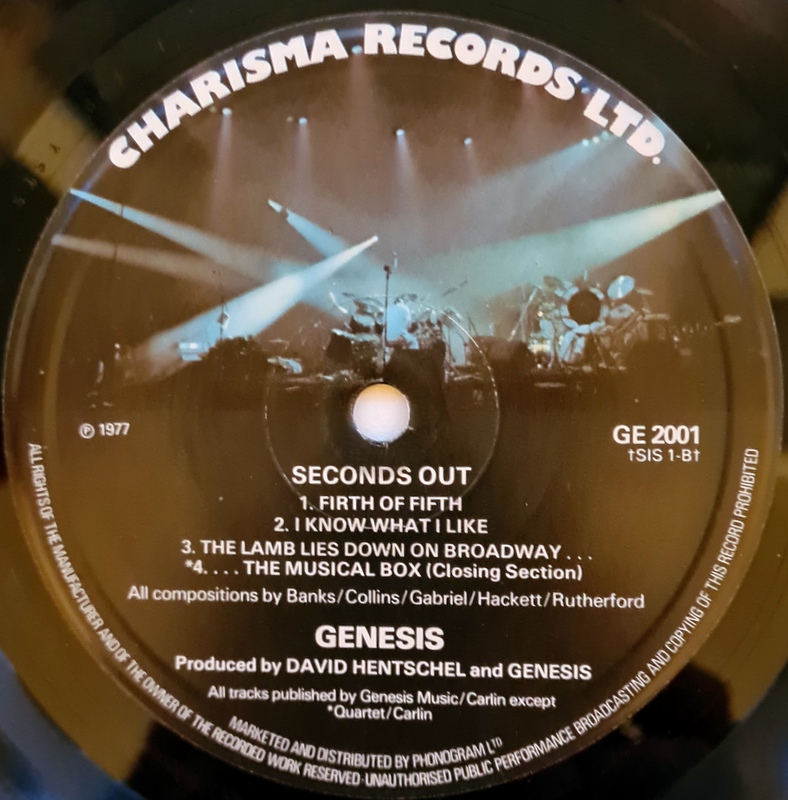 CHARISMA RECORDS LTD.
℗ 1977
GE 2001
†SIS 1-B†
SECONDS OUT
1. FIRTH OF FIFTH
2. I KNOW WHAT I LIKE
3. THE LAMB LIES DOWN ON BROADWAY . . .
*4. . . . THE MUSICAL BOX (Closing Section)
All compositions by Banks/Collins/Gabriel/Hackett/Rutherford
GENESIS
Produced by DAVID HENTSCHEL and GENESIS
All tracks published by Genesis Music/Carlin except
*Quartet/Carlin
MARKETED AND DISTRIBUTED BY PHONOGRAM LTD
ALL RIGHTS OF THE MANUFACTURER AND OF THE OWNER OF THE RECORDED WORK RESERVED · UNAUTHORISED PUBLIC PERFORMANCE BROADCASTING AND COPYING OF THIS RECORD PROHIBITED